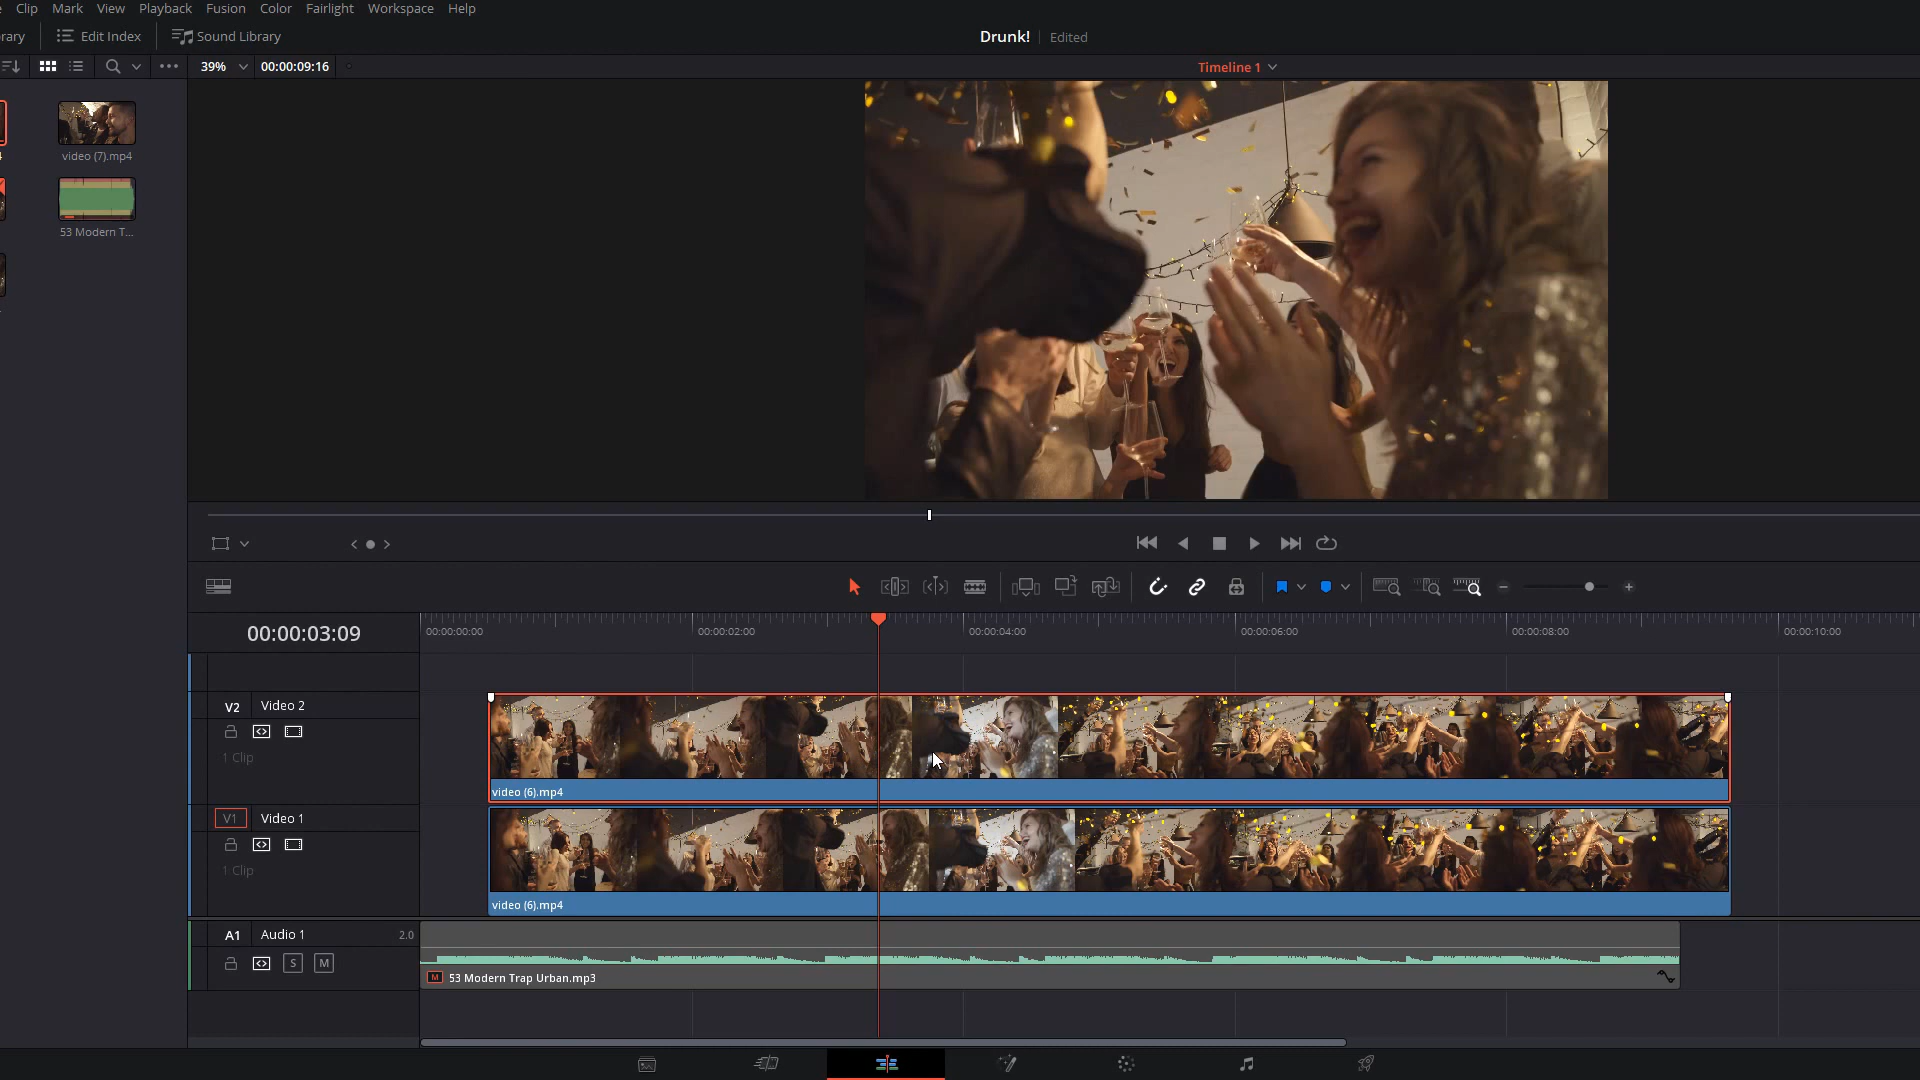 Clip Mark View Playback Fusion Color Fairlight Workspace Help
rary Edit Index Sound Library Drunk! Edited
39% 00:00:09:16 Timeline 1
video (7).mp4
53 Modern T...
00:00:03:09 00:00:00:00 00:00:02:00 00:00:04:00 00:00:06:00 00:00:08:00 00:00:10:00
V2 Video 2
1 Clip
video (6).mp4
V1 Video 1
1 Clip
video (6).mp4
A1 Audio 1 2.0
S M
M 53 Modern Trap Urban.mp3